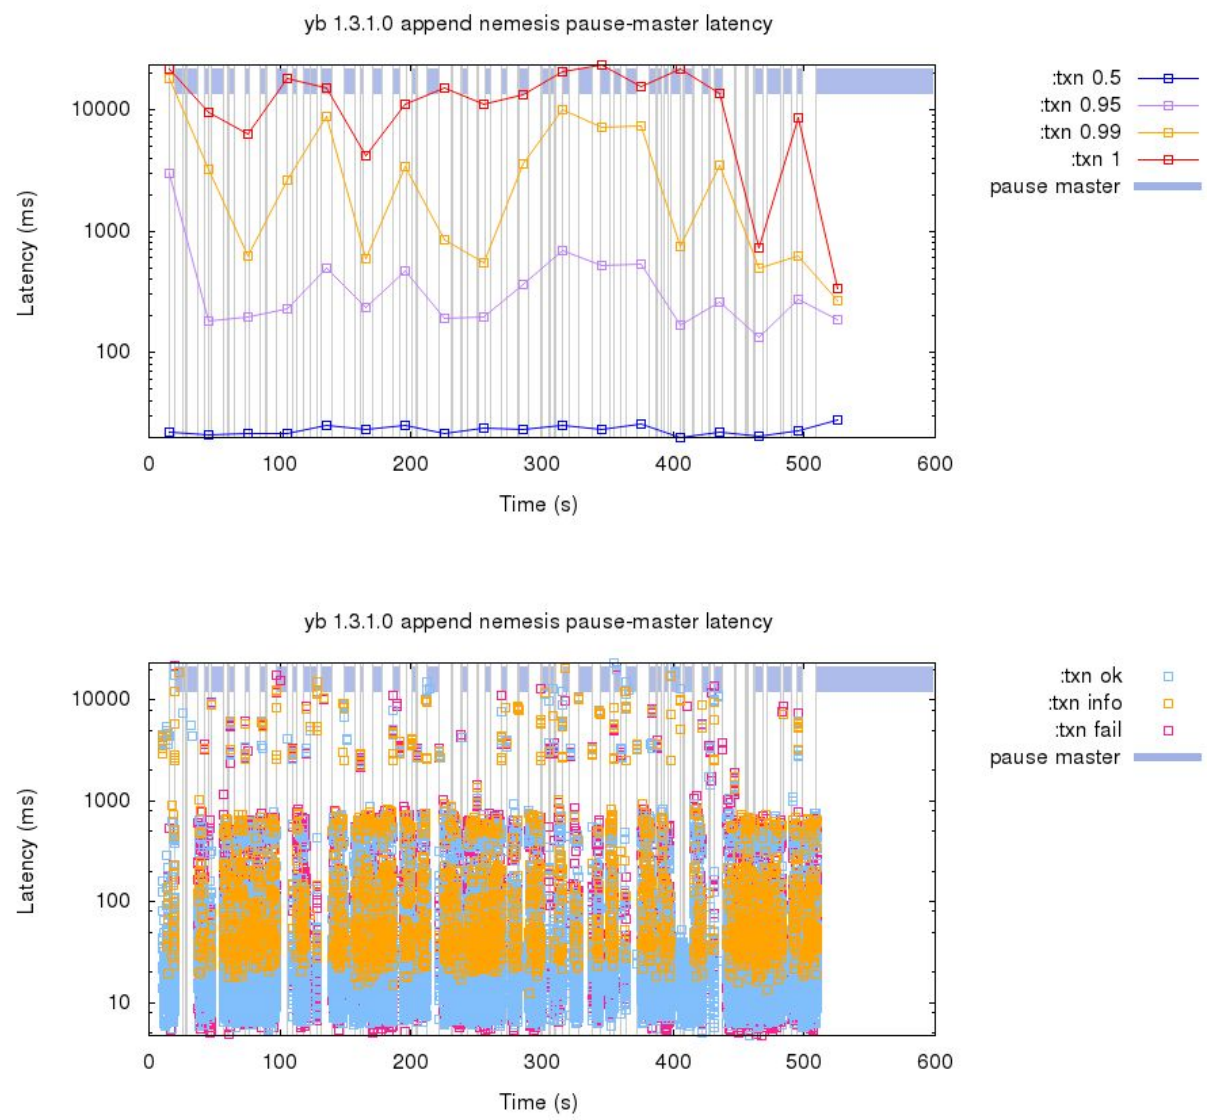 yb 1.3.1.0 append nemesis pause-master latency
10000
1000
100
Latency (ms)
0 100 200 300 400 500 600
Time (s)
:txn 0.5
:txn 0.95
:txn 0.99
:txn 1
pause master
yb 1.3.1.0 append nemesis pause-master latency
10000
1000
100
10
Latency (ms)
0 100 200 300 400 500 600
Time (s)
:txn ok
:txn info
:txn fail
pause master